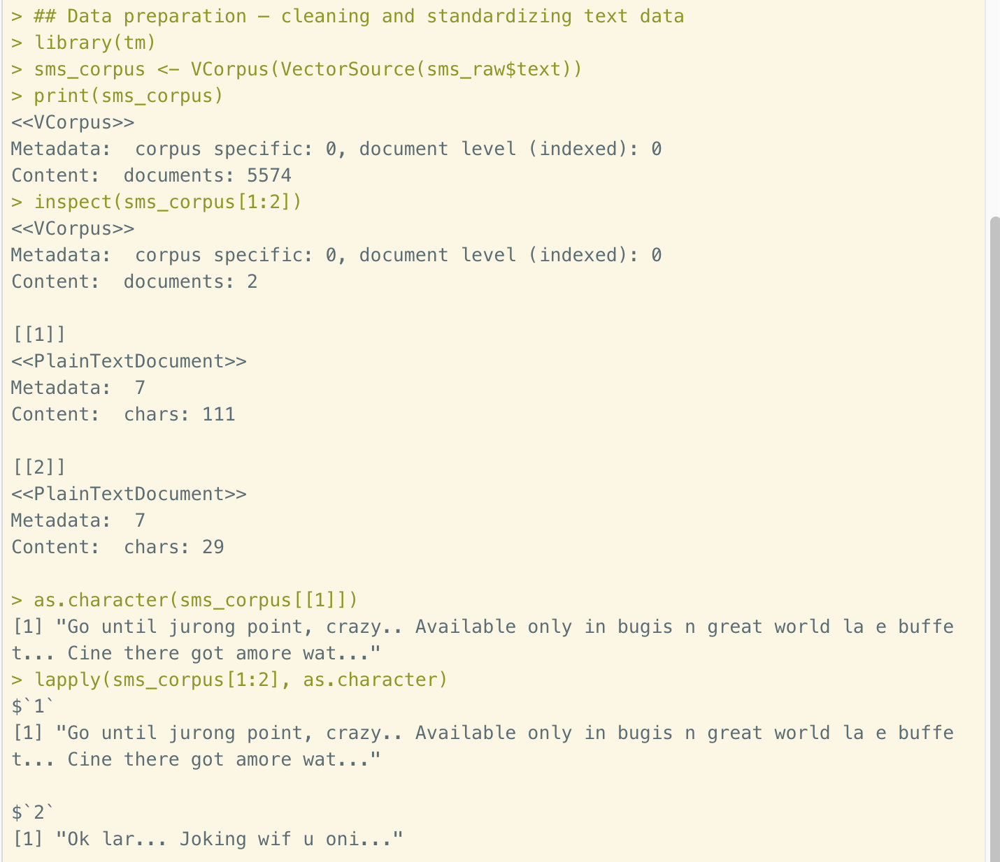 > ## Data preparation – cleaning and standardizing text data
> library(tm)
> sms_corpus <- VCorpus(VectorSource(sms_raw$text))
> print(sms_corpus)
<<VCorpus>>
Metadata:  corpus specific: 0, document level (indexed): 0
Content:  documents: 5574
> inspect(sms_corpus[1:2])
<<VCorpus>>
Metadata:  corpus specific: 0, document level (indexed): 0
Content:  documents: 2

[[1]]
<<PlainTextDocument>>
Metadata:  7
Content:  chars: 111

[[2]]
<<PlainTextDocument>>
Metadata:  7
Content:  chars: 29

> as.character(sms_corpus[[1]])
[1] "Go until jurong point, crazy.. Available only in bugis n great world la e buffe
t... Cine there got amore wat..."
> lapply(sms_corpus[1:2], as.character)
$`1`
[1] "Go until jurong point, crazy.. Available only in bugis n great world la e buffe
t... Cine there got amore wat..."

$`2`
[1] "Ok lar... Joking wif u oni..."